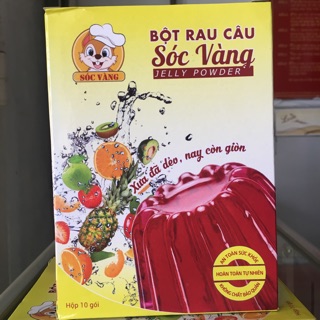 SÓC VÀNG
BỘT RAU CÂU
Sóc Vàng
JELLY POWDER
Xưa đã dẻo, nay còn giòn
AN TOÀN SỨC KHỎE
HOÀN TOÀN TỰ NHIÊN
KHÔNG CHẤT BẢO QUẢN
Hộp 10 gói